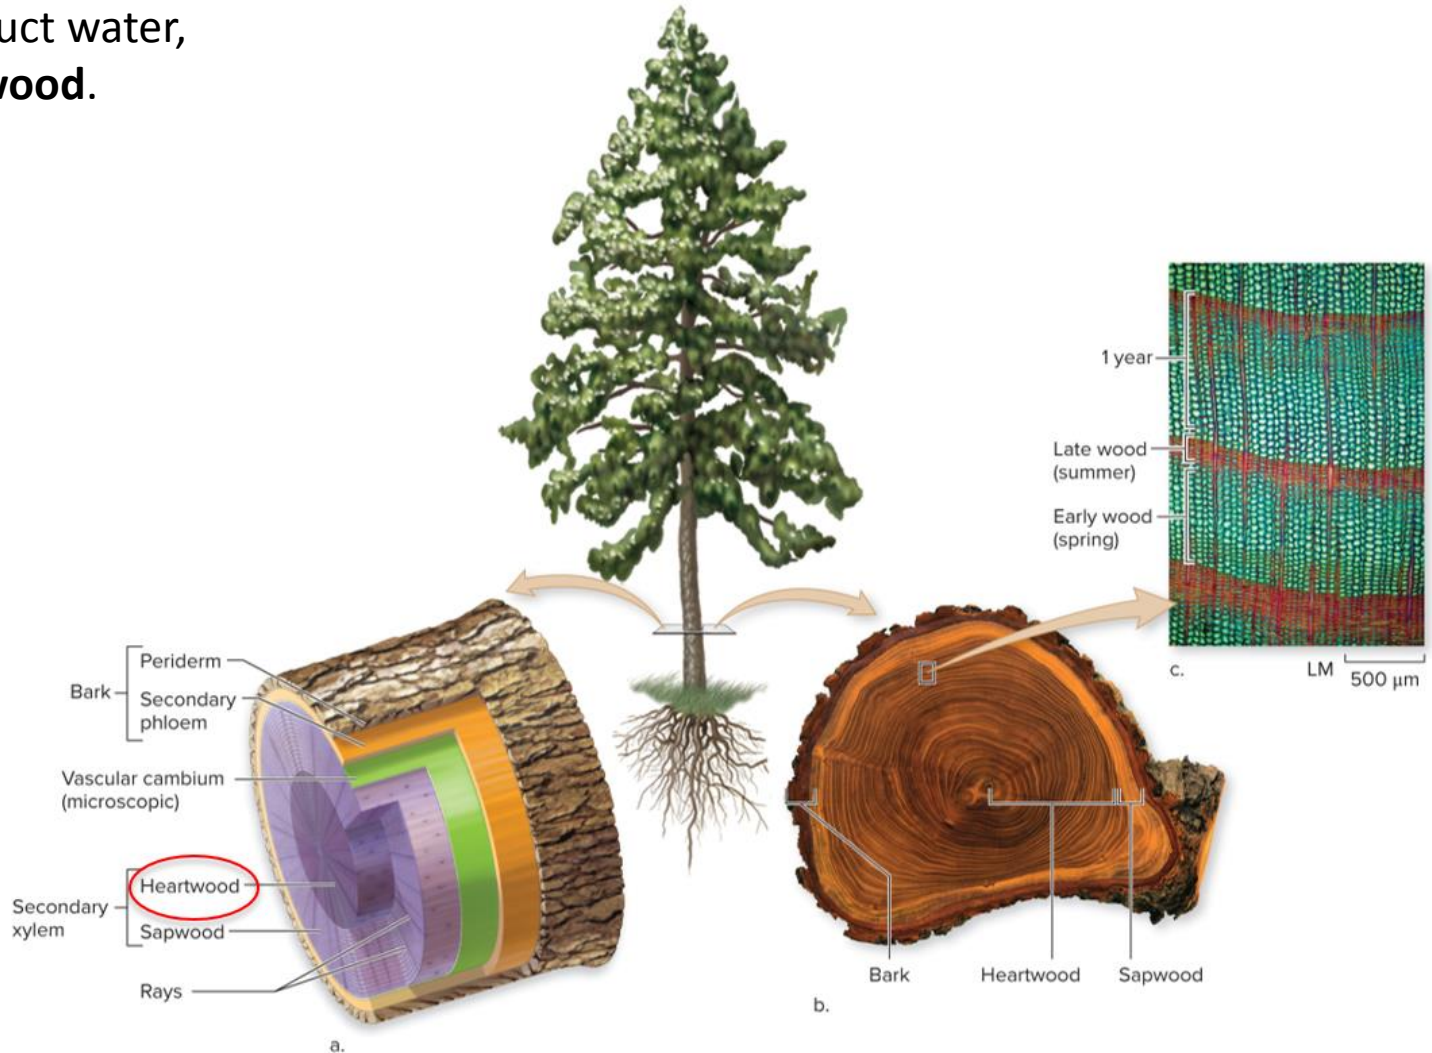 uct water,
wood.
1 year
Late wood
(summer)
Early wood
(spring)
c.
LM
500 µm
Bark
Periderm
Secondary
phloem
Vascular cambium
(microscopic)
Secondary
xylem
Heartwood
Sapwood
Rays
a.
Bark
Heartwood
Sapwood
b.